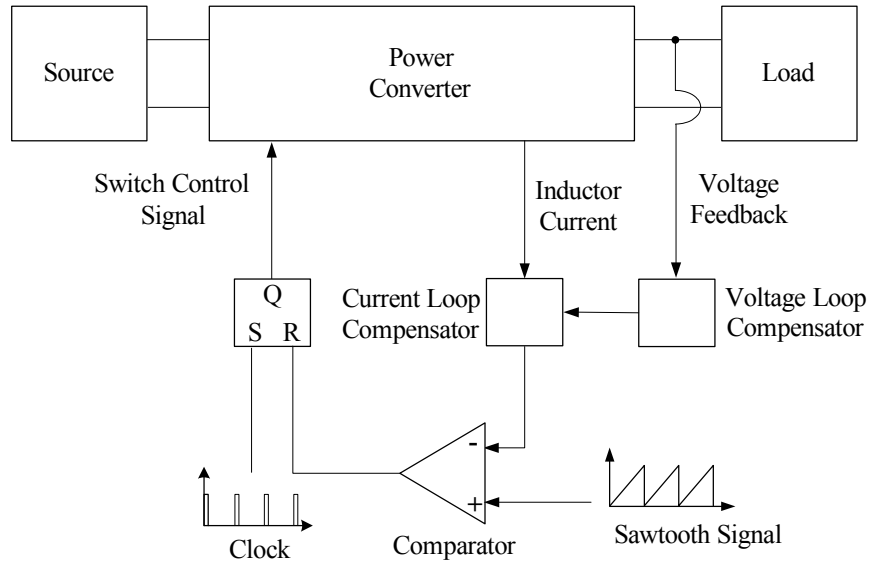 Source
Power
Converter
Load
Switch Control
Signal
Inductor
Current
Voltage
Feedback
Q
S R
Current Loop
Compensator
Voltage Loop
Compensator
-
+
Clock
Comparator
Sawtooth Signal